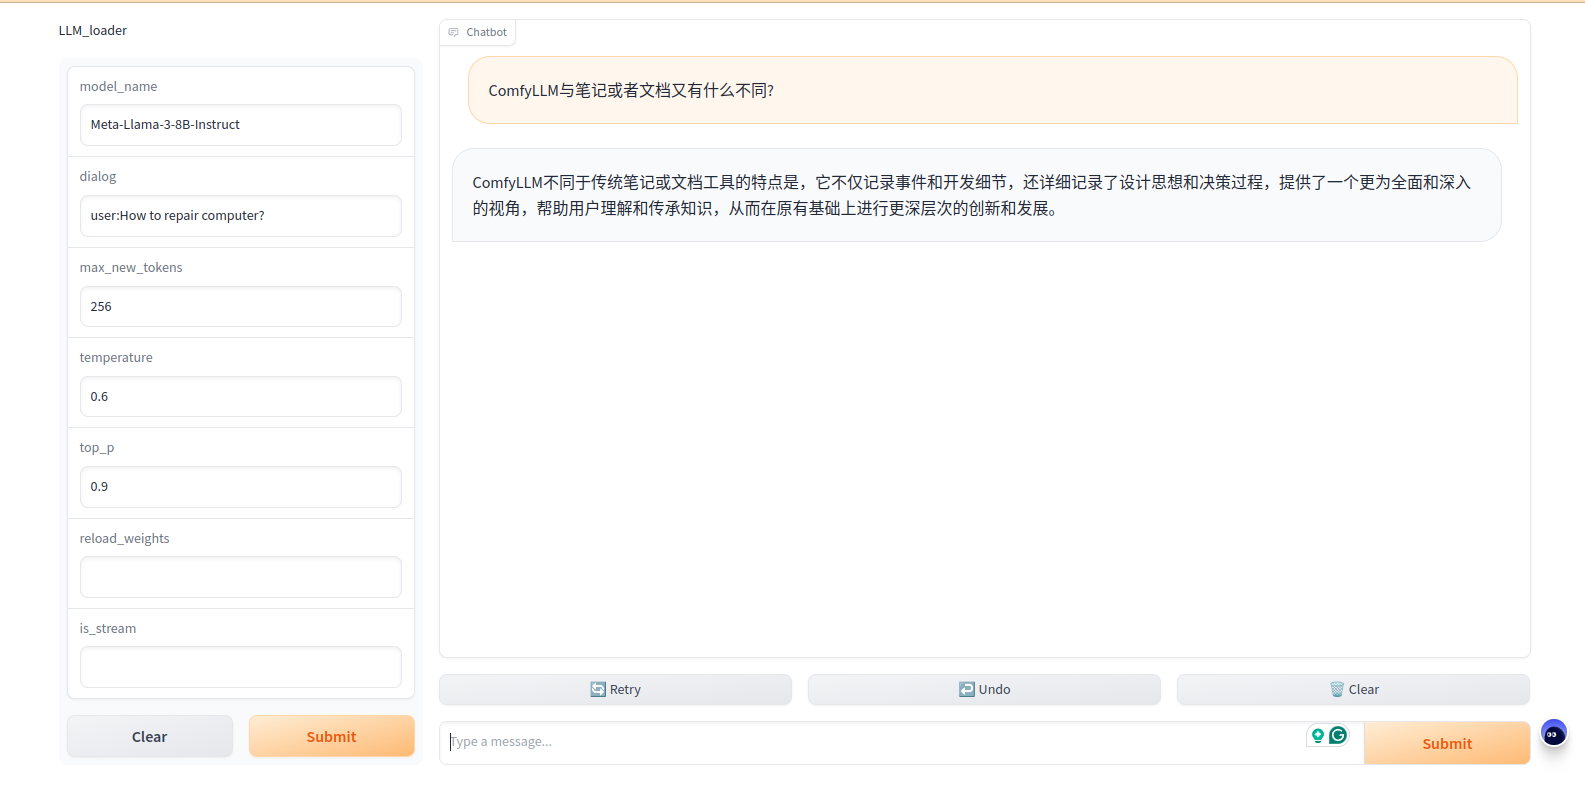 LLM_loader
model_name
Meta-Llama-3-8B-Instruct
dialog
user:How to repair computer?
max_new_tokens
256
temperature
0.6
top_p
0.9
reload_weights
is_stream
Clear
Submit
Chatbot
ComfyLLM与笔记或者文档又有什么不同?
ComfyLLM不同于传统笔记或文档工具的特点是，它不仅记录事件和开发细节，还详细记录了设计思想和决策过程，提供了一个更为全面和深入
的视角，帮助用户理解和传承知识，从而在原有基础上进行更深层次的创新和发展。
Retry
Undo
Clear
Type a message...
Submit